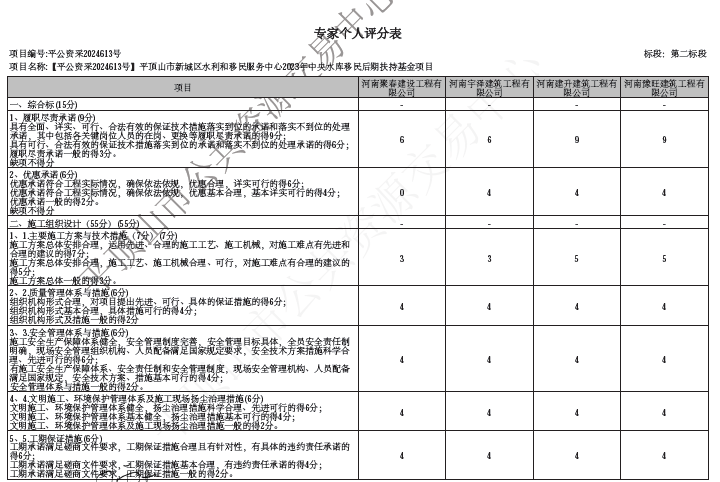 专家个人评分表
项目编号:平公资采2024613号
标段：第二标段
项目名称:【平公资采2024613号】平顶山市新城区水利和移民服务中心2023年中央水库移民后期扶持基金项目
项目
河南聚春建设工程有限公司
河南宇泽建筑工程有限公司
河南建升建筑工程有限公司
河南豫旺建筑工程有限公司
一、综合标(15分)
- - - -
1、履职尽责承诺(9分)
具有全面、详实、可行、合法有效的保证技术措施落实到位的承诺和落实不到位的处理
承诺，其中包括各关键岗位人员的在岗、更换等履职尽责承诺的得9分；
具有可行、合法有效的保证技术措施落实到位的承诺和落实不到位的处理承诺的得6分；
履职尽责承诺一般的得3分。
缺项不得分
6 6 9 9
2、优惠承诺(6分)
优惠承诺符合工程实际情况，确保依法依规，优惠合理，详实可行的得6分；
优惠承诺符合工程实际情况，确保依法依规，优惠基本合理，基本详实可行的得4分；
优惠承诺一般的得2分。
缺项不得分
0 4 4 4
二、施工组织设计（55分）(55分)
- - - -
1、1.主要施工方案与技术措施（7分）(7分)
施工方案总体安排合理，运用先进、合理的施工工艺、施工机械，对施工难点有先进和
合理的建议的得7分；
施工方案总体安排合理，施工工艺、施工机械合理、可行，对施工难点有合理的建议的
得5分；
施工方案总体一般的得3分。
3 3 5 5
2、2.质量管理体系与措施(6分)
组织机构形式合理，对项目提出先进、可行、具体的保证措施的得6分；
组织机构形式基本合理，具体措施可行的得4分；
组织机构形式及措施一般的得2分
4 4 4 4
3、3.安全管理体系与措施(6分)
施工安全生产保障体系健全，安全管理制度完善，安全管理目标具体，全员安全责任制
明确，现场安全管理组织机构、人员配备满足国家规定要求，安全技术方案措施科学合
理、先进可行的得6分；
有施工安全生产保障体系、安全责任制和安全管理制度，现场安全管理机构、人员配备
满足国家规定，安全技术方案、措施基本可行的得4分；
安全管理体系与措施一般的得2分。
4 4 4 4
4、4.文明施工、环境保护管理体系及施工现场扬尘治理措施(6分)
文明施工、环境保护管理体系健全，扬尘治理措施科学合理、先进可行的得6分；
文明施工、环境保护管理体系基本健全，扬尘治理措施基本可行的得4分；
文明施工、环境保护管理体系及施工现场扬尘治理措施一般的得2分。
4 4 4 4
5、5.工期保证措施(6分)
工期承诺满足磋商文件要求，工期保证措施合理且有针对性，有具体的违约责任承诺的
得6分；
工期承诺满足磋商文件要求，工期保证措施基本合理，有违约责任承诺的得4分；
工期承诺满足磋商文件要求，工期保证措施一般的得2分。
4 4 4 4
平顶山市公共资源交易中心评分